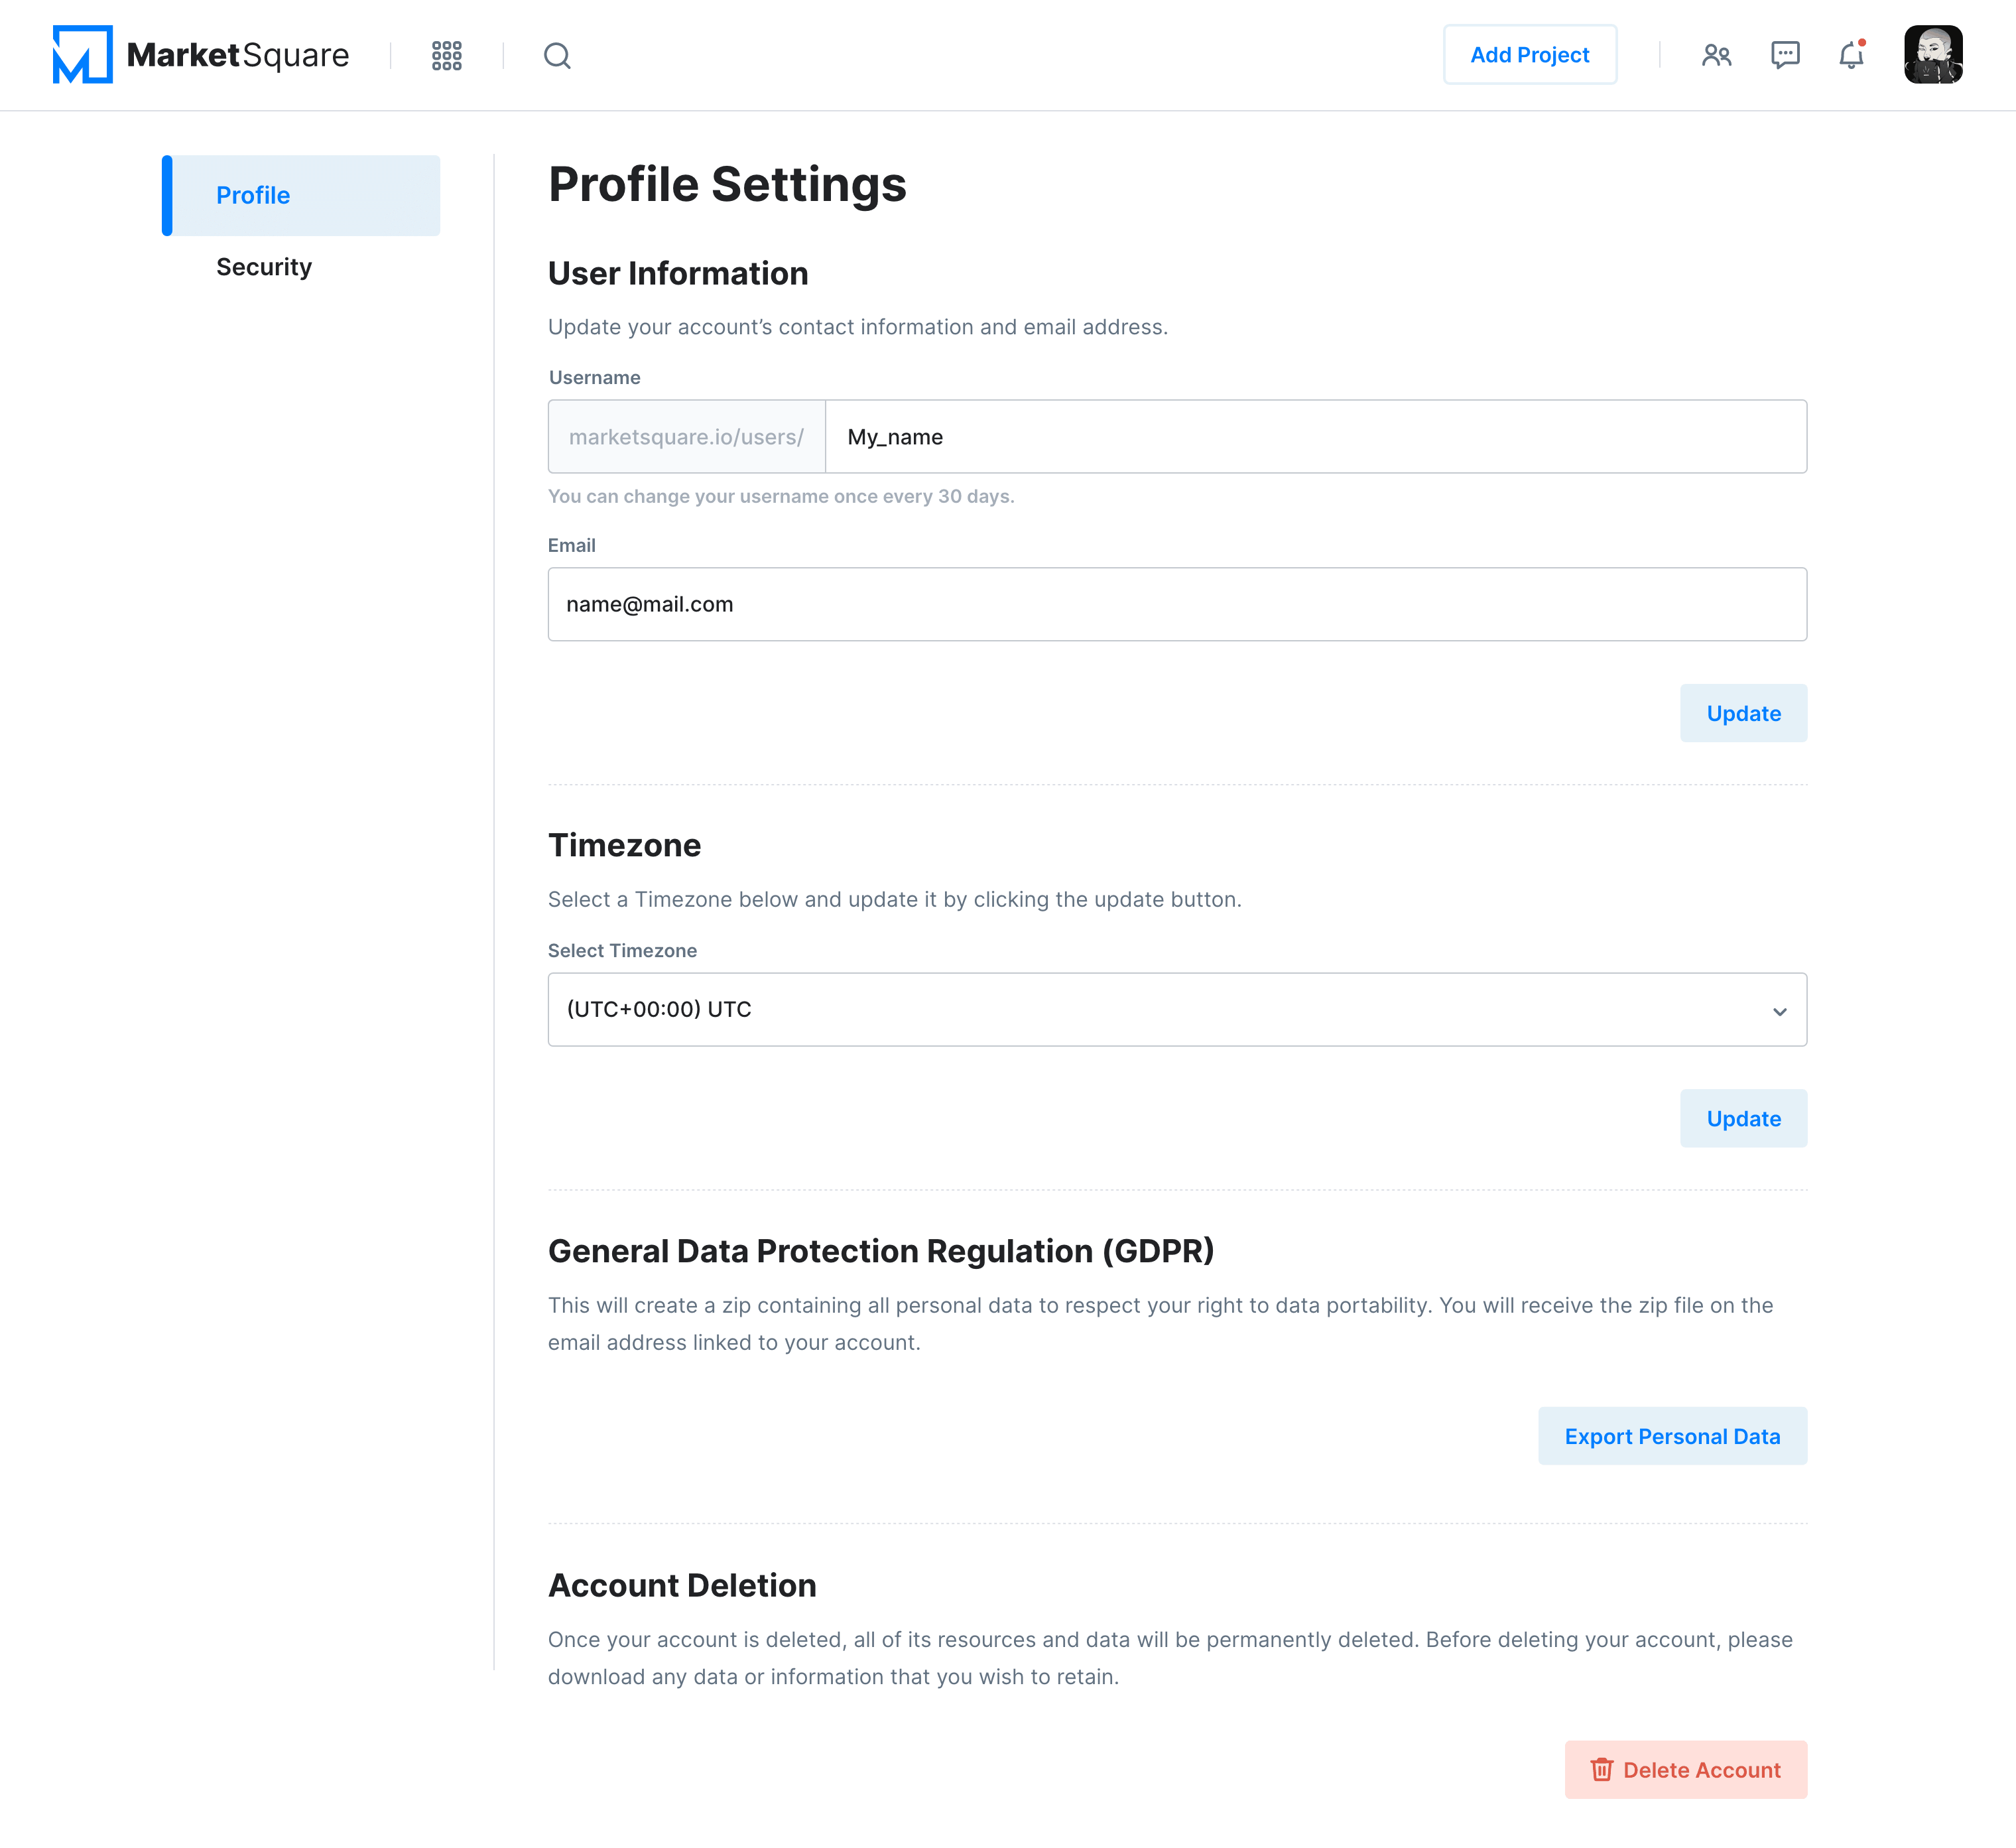 MarketSquare
Add Project
Profile
Security
Profile Settings
User Information
Update your account’s contact information and email address.
Username
marketsquare.io/users/ My_name
You can change your username once every 30 days.
Email
name@mail.com
Update
Timezone
Select a Timezone below and update it by clicking the update button.
Select Timezone
(UTC+00:00) UTC
Update
General Data Protection Regulation (GDPR)
This will create a zip containing all personal data to respect your right to data portability. You will receive the zip file on the
email address linked to your account.
Export Personal Data
Account Deletion
Once your account is deleted, all of its resources and data will be permanently deleted. Before deleting your account, please
download any data or information that you wish to retain.
Delete Account